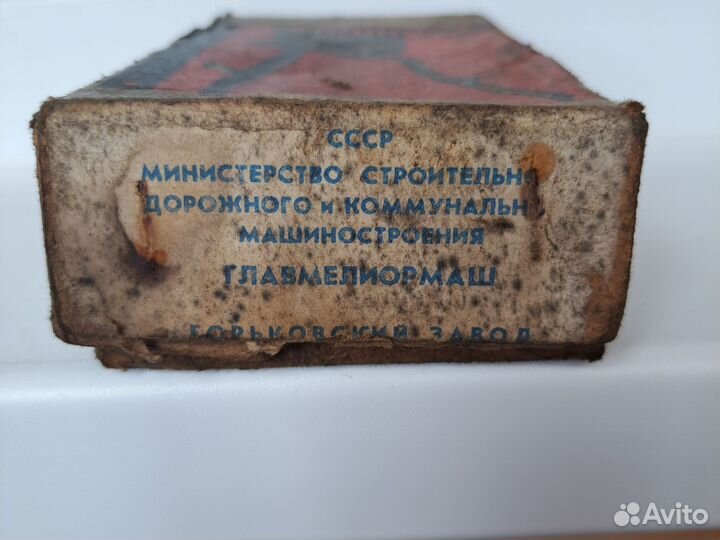 СССР
МИНИСТЕРСТВО СТРОИТЕЛЬН
ДОРОЖНОГО и КОММУНАЛЬН
МАШИНОСТРОЕНИЯ
ГЛАВМЕЛИОРМАШ
ГОРЬКОВСКИЙ ЗАВОД
Avito